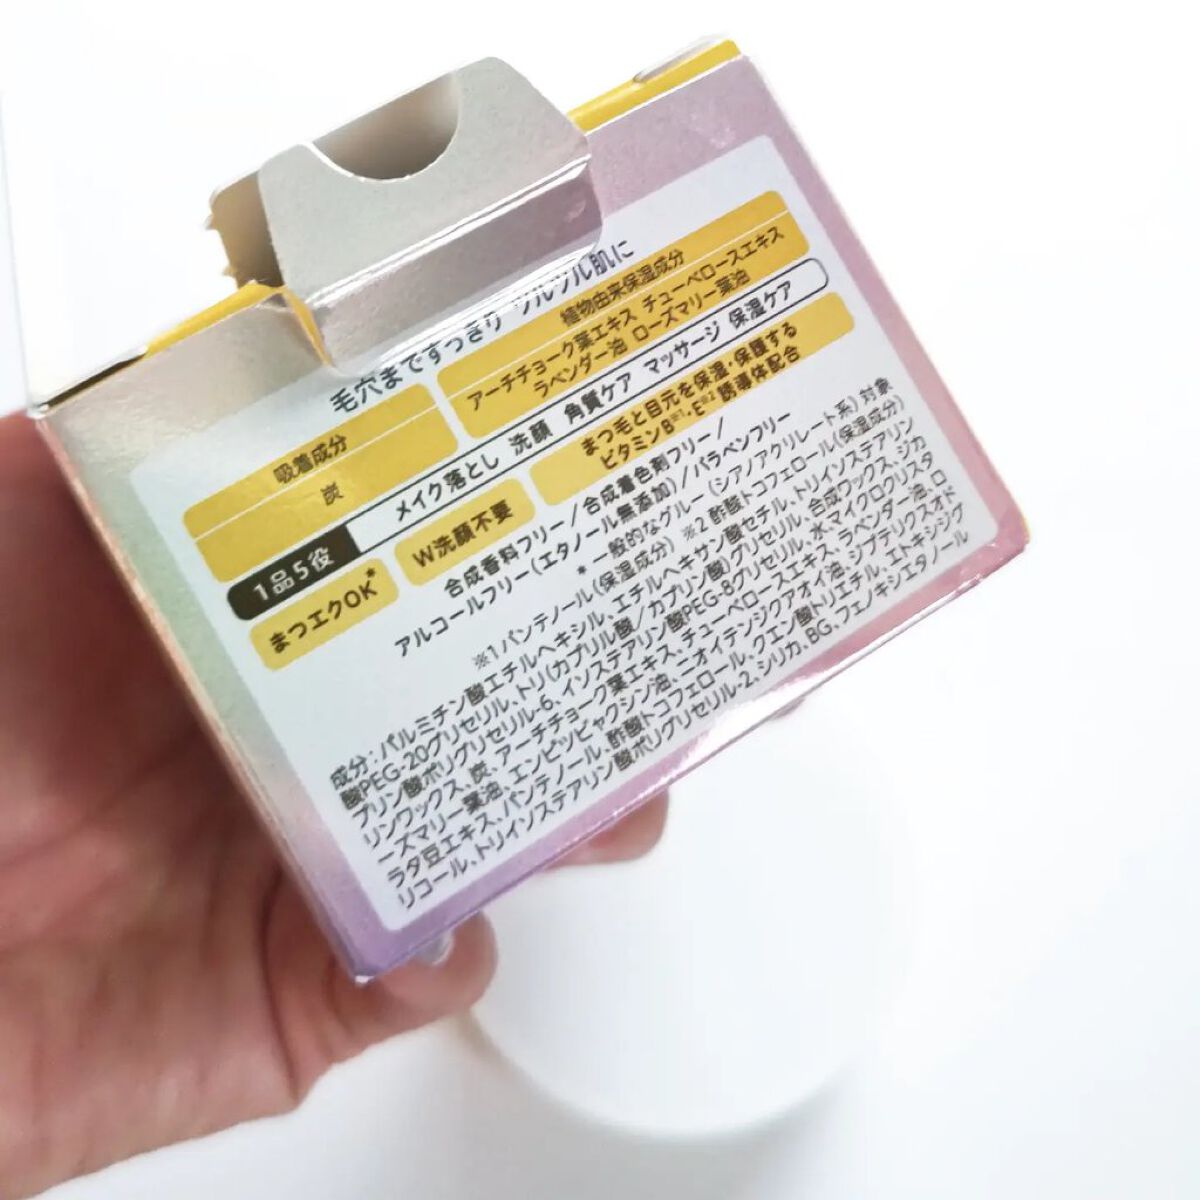 毛穴まですっきり ツルツル肌に
吸着成分
炭
植物由来保湿成分
アーチチョーク葉エキス チューベロースエキス
ラベンダー油 ローズマリー葉油
1品5役 メイク落とし 洗顔 角質ケア マッサージ 保湿ケア
まつエクOK*
W洗顔不要
まつ毛と目元を保湿・保護する
ビタミンB※1・E※2 誘導体配合
合成香料フリー/合成着色剤フリー/
アルコールフリー(エタノール無添加)/パラベンフリー
* 一般的なグルー(シアノアクリレート系)対象
※1 パンテノール(保湿成分) ※2 酢酸トコフェロール(保湿成分)
成分:パルミチン酸エチルヘキシル、エチルヘキサン酸セチル、トリイソステアリン
酸PEG-20グリセリル、トリ(カプリル酸/カプリン酸)グリセリル、合成ワックス、ジカ
プリン酸ポリグリセリル-6、イソステアリン酸PEG-8グリセリル、水、マイクロクリスタ
リンワックス、炭、アーチチョーク葉エキス、チューベロースエキス、ラベンダー油、ロ
ーズマリー葉油、エンピツビャクシン油、ニオイテンジクアオイ油、ジプテリクスオド
ラタ豆エキス、パンテノール、酢酸トコフェロール、クエン酸トリエチル、エトキシジグ
リコール、トリイソステアリン酸ポリグリセリル-2、シリカ、BG、フェノキシエタノール